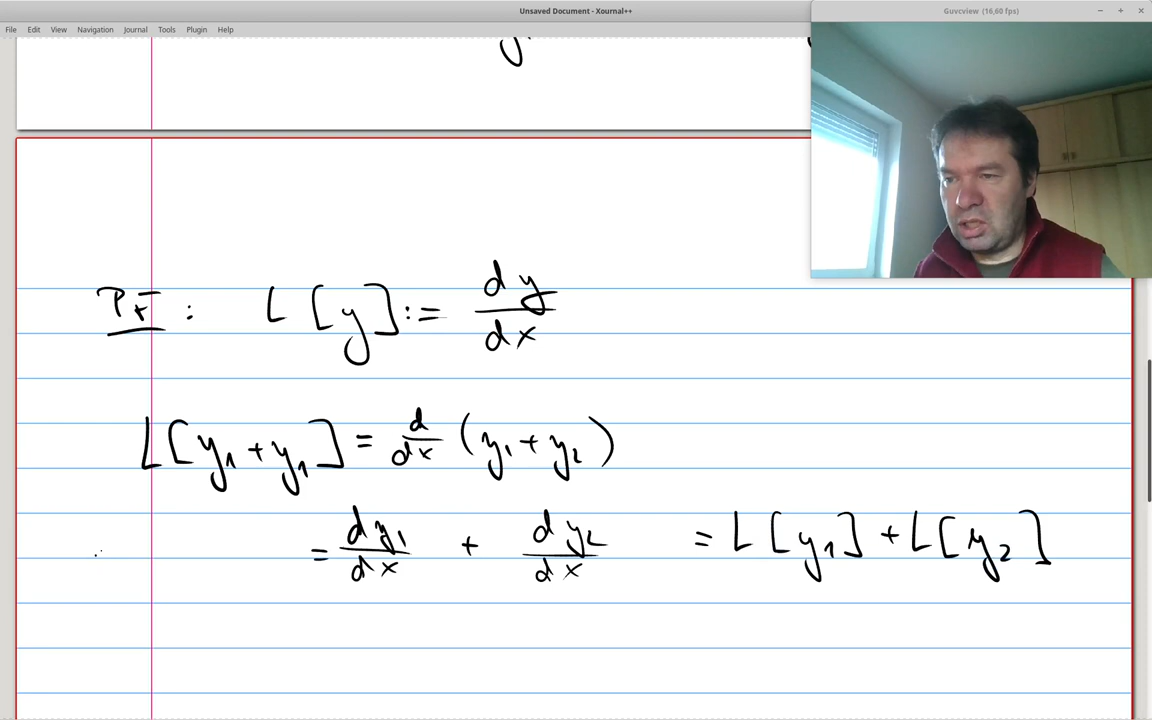 Unsaved Document - Xournal++
Guvcview (16,60 fps)
File Edit View Navigation Journal Tools Plugin Help
PF : L [y] := dy/dx
L[y₁ + y₁] = d/dx (y₁ + y₂)
= dy₁/dx + dy₂/dx = L[y₁] + L[y₂]